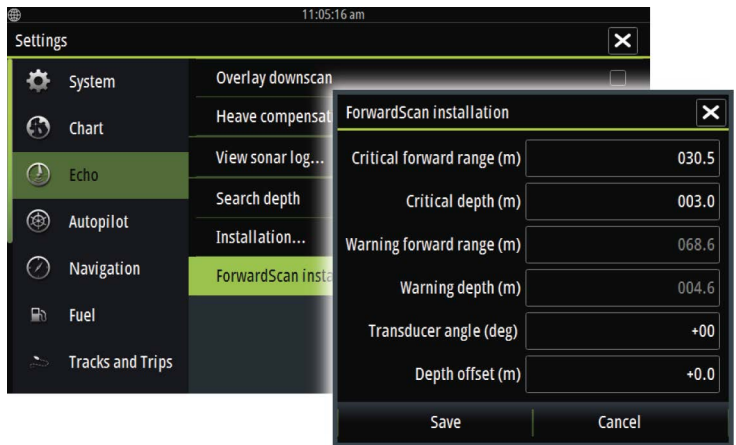 11:05:16 am
Settings
System
Chart
Echo
Autopilot
Navigation
Fuel
Tracks and Trips
Overlay downscan
Heave compensat
View sonar log...
Search depth
Installation...
ForwardScan insta
ForwardScan installation
Critical forward range (m) 030.5
Critical depth (m) 003.0
Warning forward range (m) 068.6
Warning depth (m) 004.6
Transducer angle (deg) +00
Depth offset (m) +0.0
Save Cancel